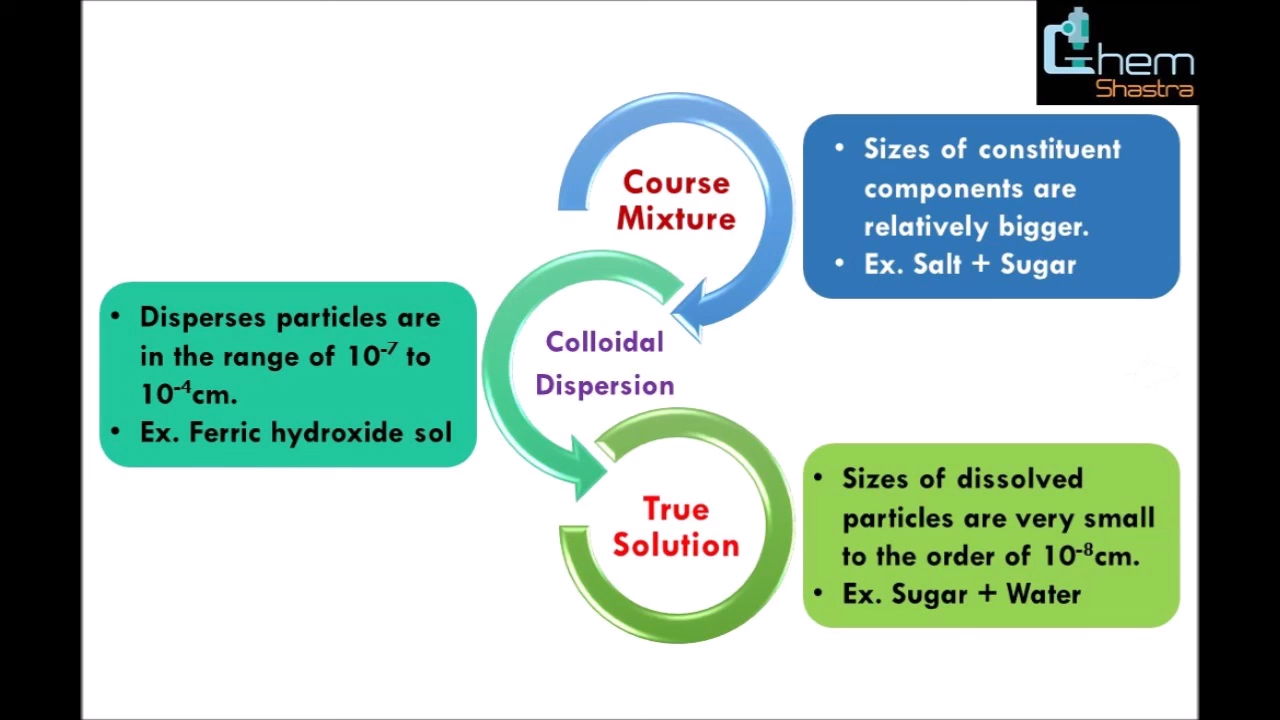 Chem
Shastra
Course
Mixture
• Sizes of constituent
components are
relatively bigger.
• Ex. Salt + Sugar
Colloidal
Dispersion
• Disperses particles are
in the range of 10⁻⁷ to
10⁻⁴cm.
• Ex. Ferric hydroxide sol
True
Solution
• Sizes of dissolved
particles are very small
to the order of 10⁻⁸cm.
• Ex. Sugar + Water